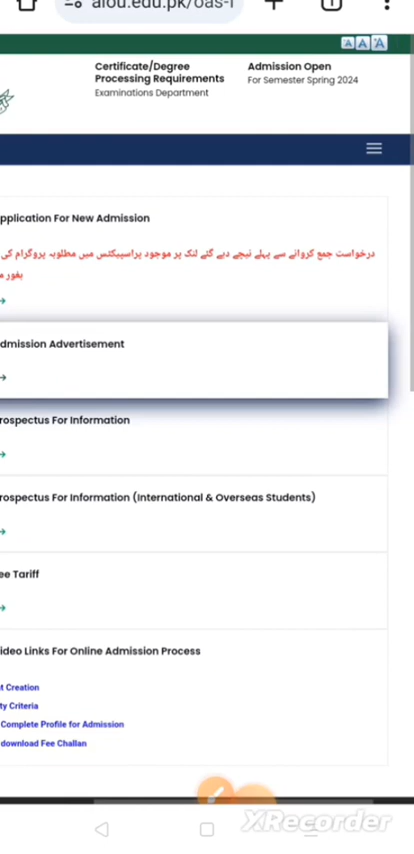 aiou.edu.pk/oas-f
1
A A A
Certificate/Degree
Processing Requirements
Examinations Department
Admission Open
For Semester Spring 2024
pplication For New Admission
درخواست جمع کروانے سے پہلے نیچے دیے گئے لنک پر موجود پراسپیکٹس میں مطلوبہ پروگرام کی
بغور م
dmission Advertisement
rospectus For Information
rospectus For Information (International & Overseas Students)
ee Tariff
ideo Links For Online Admission Process
t Creation
ty Criteria
Complete Profile for Admission
download Fee Challan
XRecorder